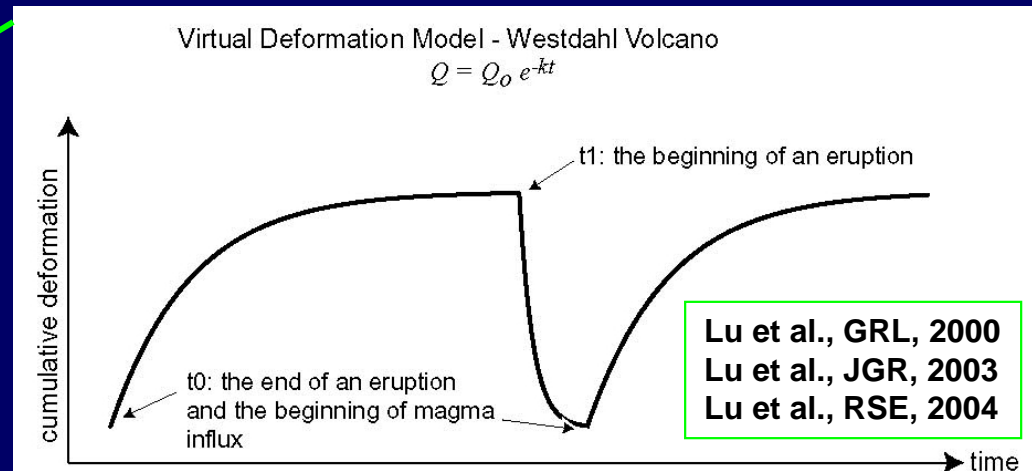 Virtual Deformation Model - Westdahl Volcano
Q = Qo e-kt
t1: the beginning of an eruption
cumulative deformation
t0: the end of an eruption
and the beginning of magma
influx
Lu et al., GRL, 2000
Lu et al., JGR, 2003
Lu et al., RSE, 2004
time